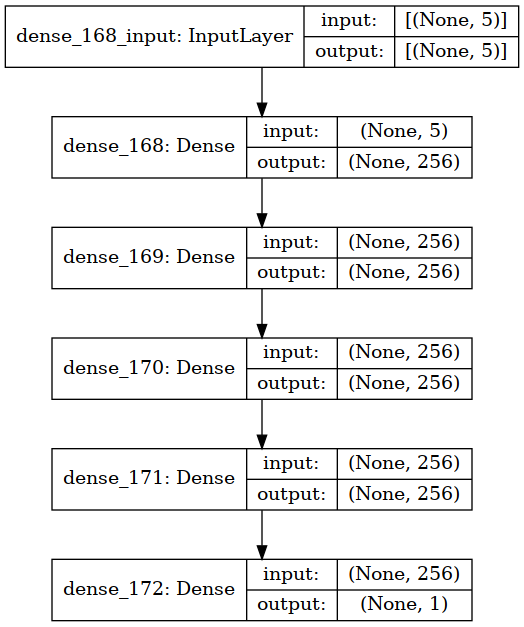 dense_168_input: InputLayer
input: [(None, 5)]
output: [(None, 5)]
dense_168: Dense
input: (None, 5)
output: (None, 256)
dense_169: Dense
input: (None, 256)
output: (None, 256)
dense_170: Dense
input: (None, 256)
output: (None, 256)
dense_171: Dense
input: (None, 256)
output: (None, 256)
dense_172: Dense
input: (None, 256)
output: (None, 1)